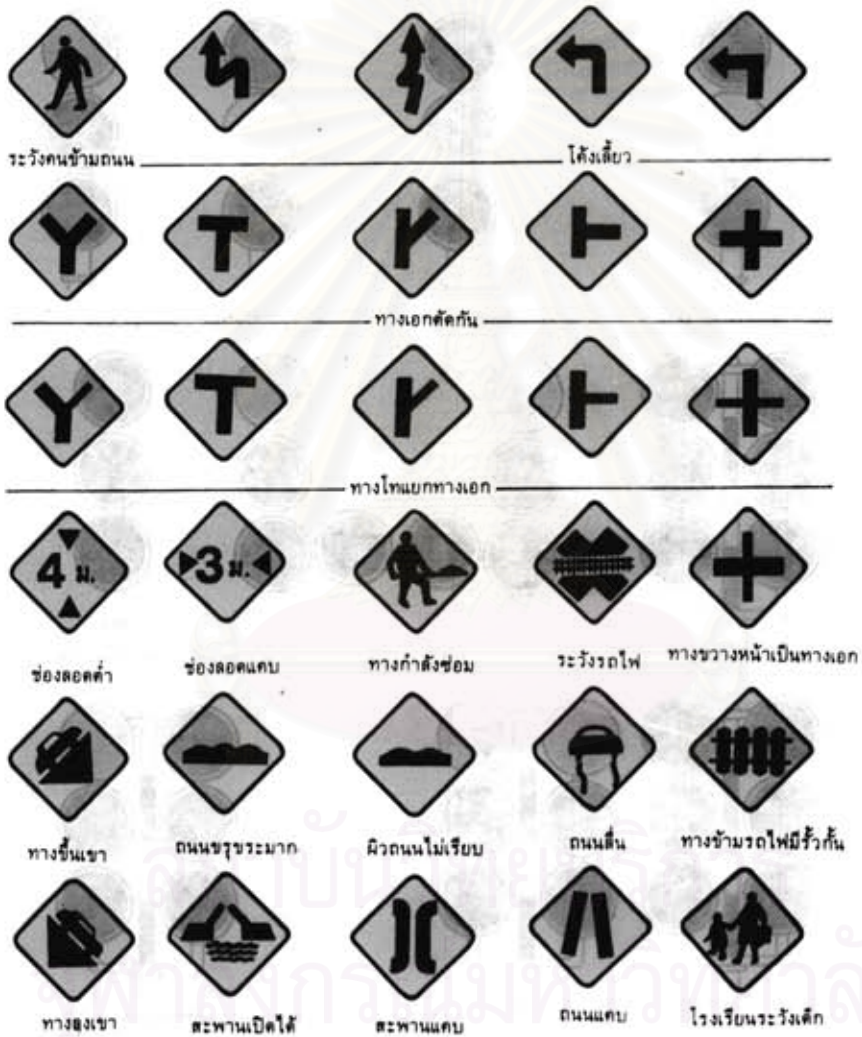 ระวังคนข้ามถนน โค้งเลี้ยว
ทางเอกตัดกัน
ทางโทแยกทางเอก
4 ม. 3 ม.
ช่องลอดต่ำ ช่องลอดแคบ ทางกำลังซ่อม ระวังรถไฟ ทางขวางหน้าเป็นทางเอก
ทางขึ้นเขา ถนนขรุขระมาก ผิวถนนไม่เรียบ ถนนลื่น ทางข้ามรถไฟมีรั้วกั้น
ทางลงเขา สะพานเปิดได้ สะพานแคบ ถนนแคบ โรงเรียนระวังเด็ก